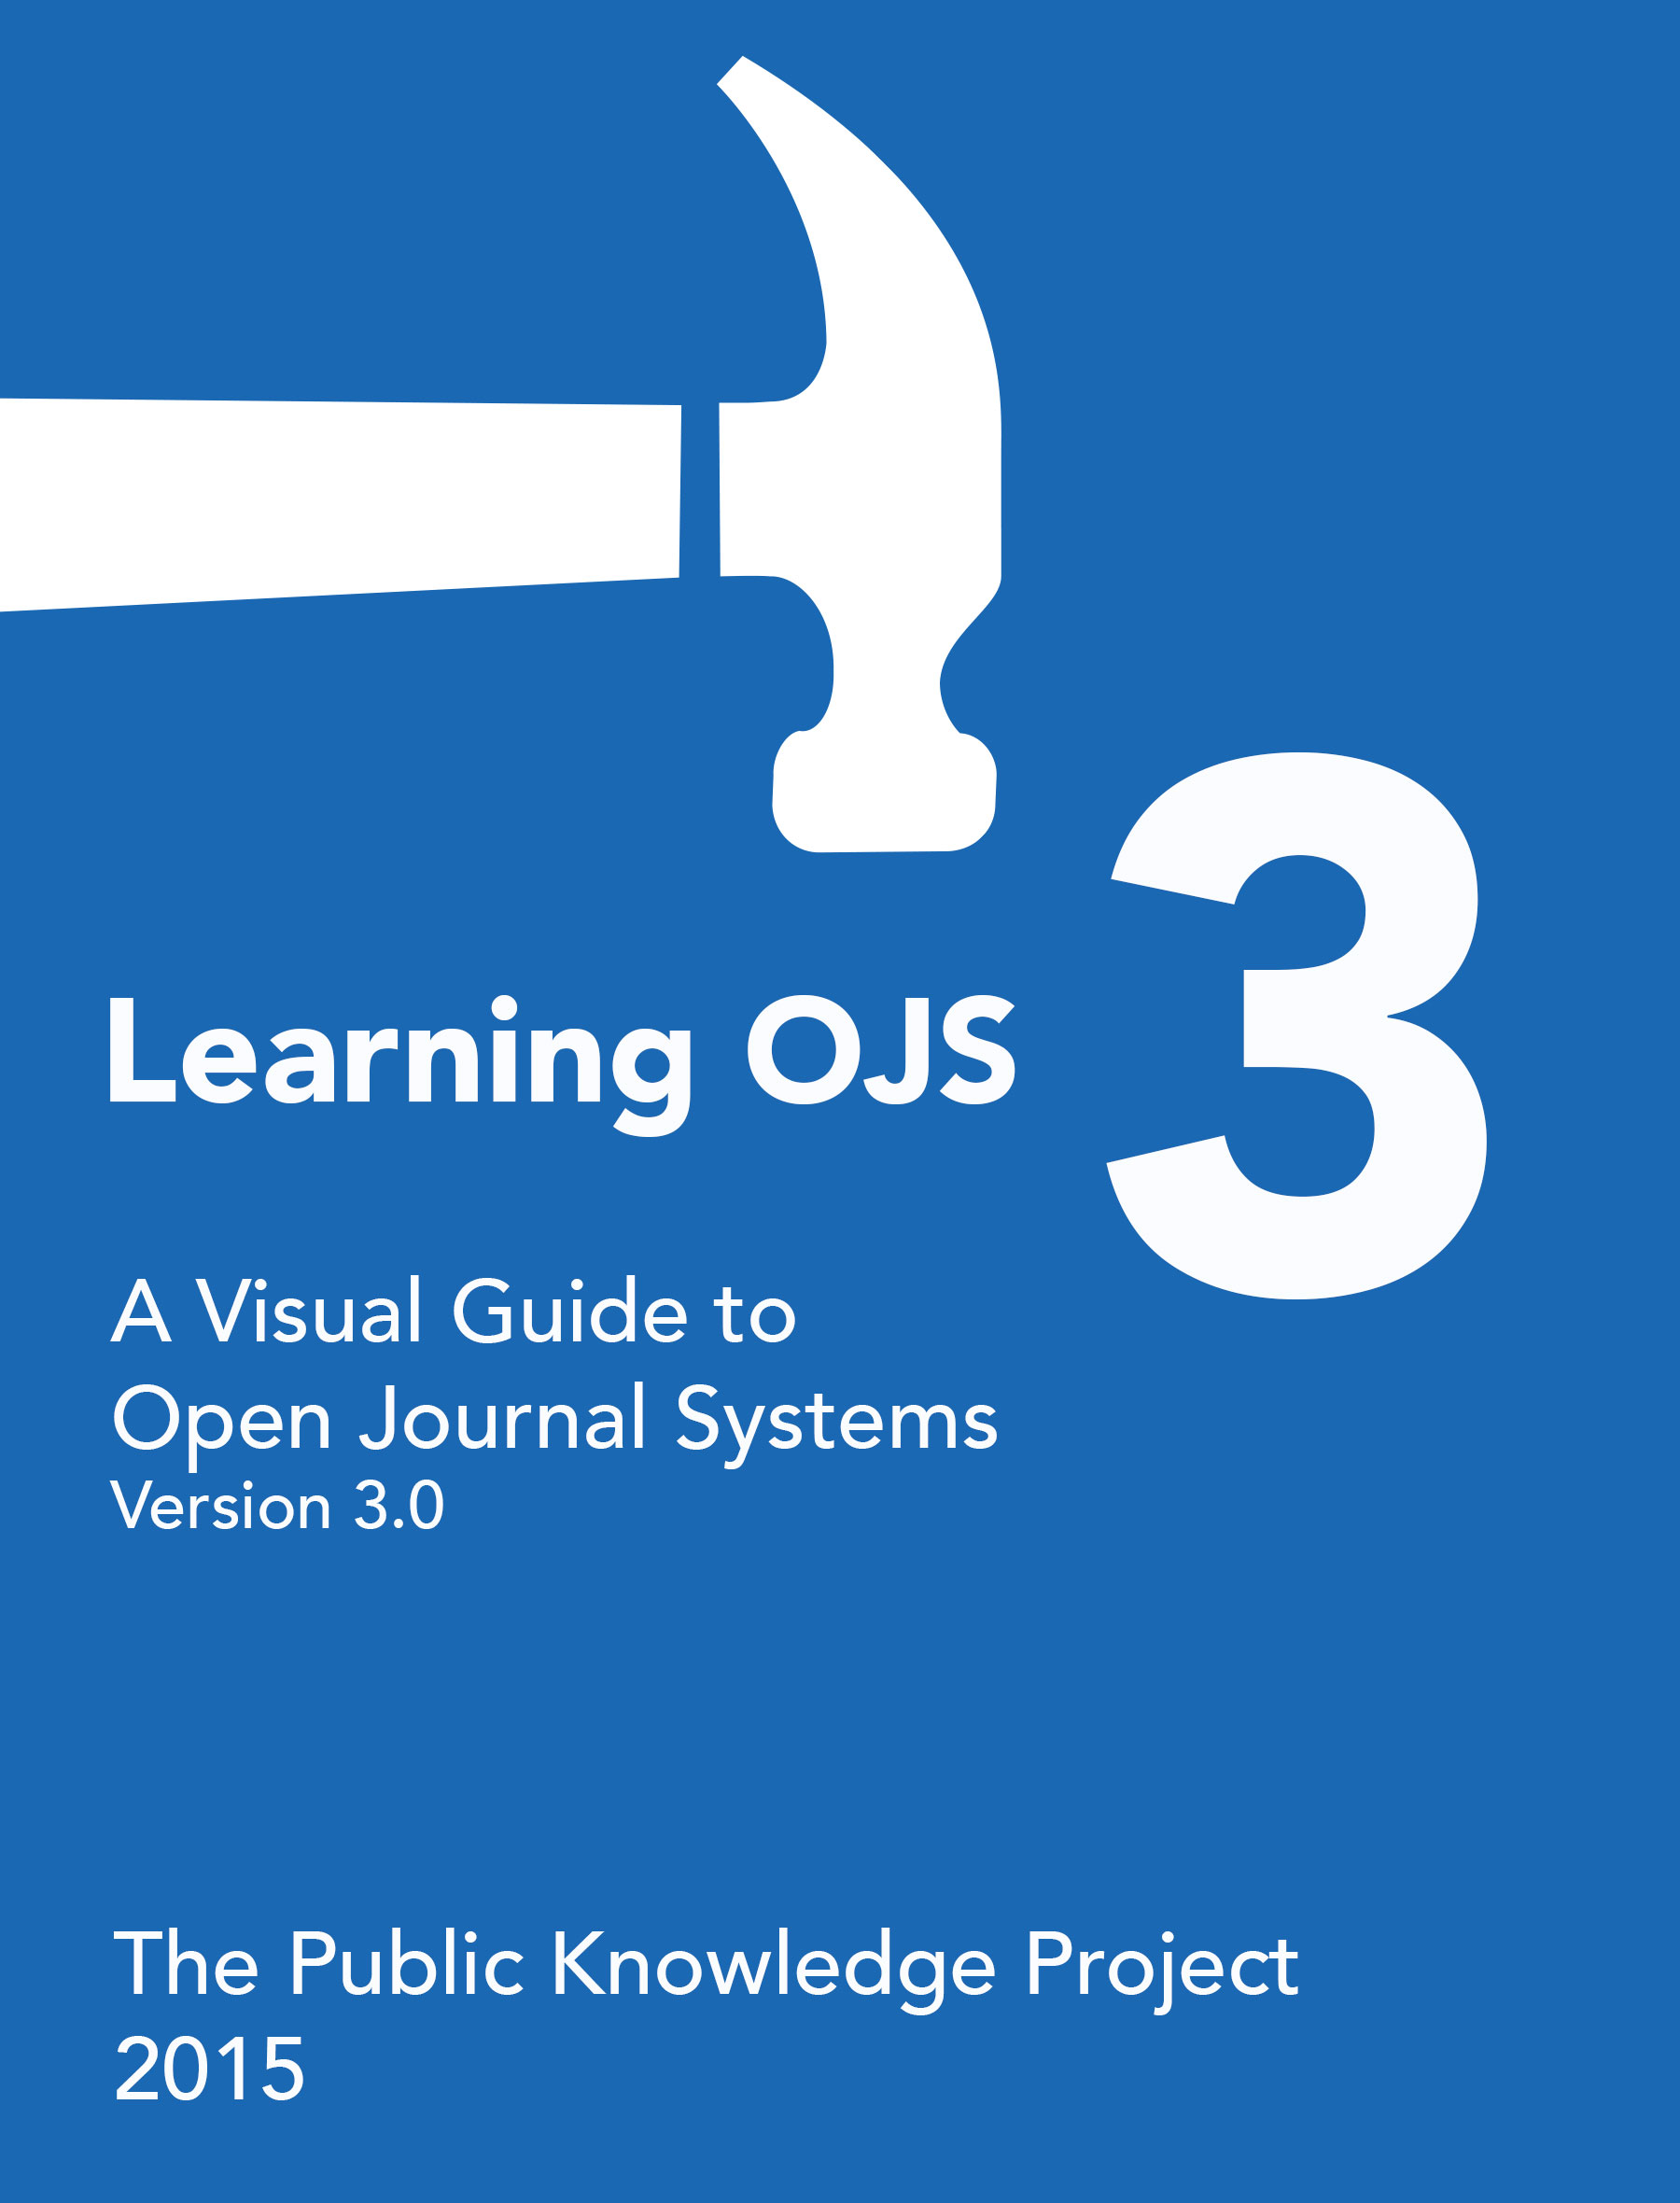 Learning OJS 3
A Visual Guide to
Open Journal Systems
Version 3.0
The Public Knowledge Project
2015